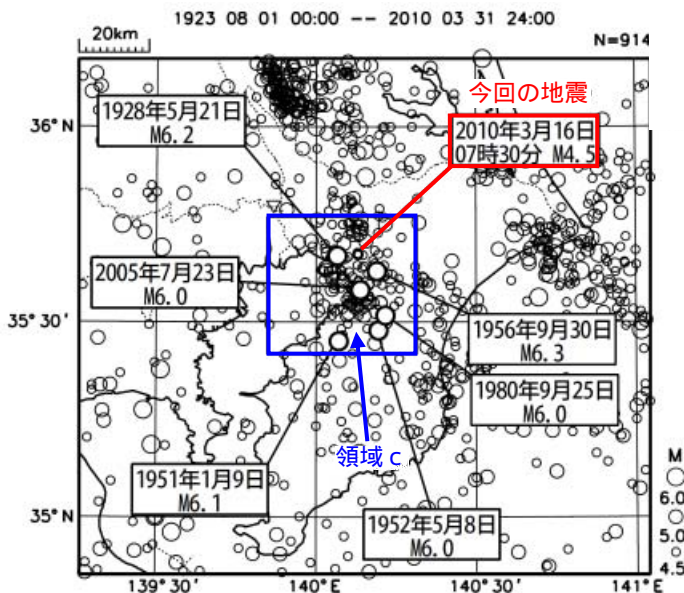 1923 08 01 00:00 -- 2010 03 31 24:00
20km
N=914
今回の地震
1928年5月21日
M6.2
2010年3月16日
07時30分 M4.5
36°N
2005年7月23日
M6.0
35°30'
1956年9月30日
M6.3
1980年9月25日
M6.0
領域c
1951年1月9日
M6.1
1952年5月8日
M6.0
M
6.0
5.0
4.5
35°N
139°30'
140°E
140°30'
141°E